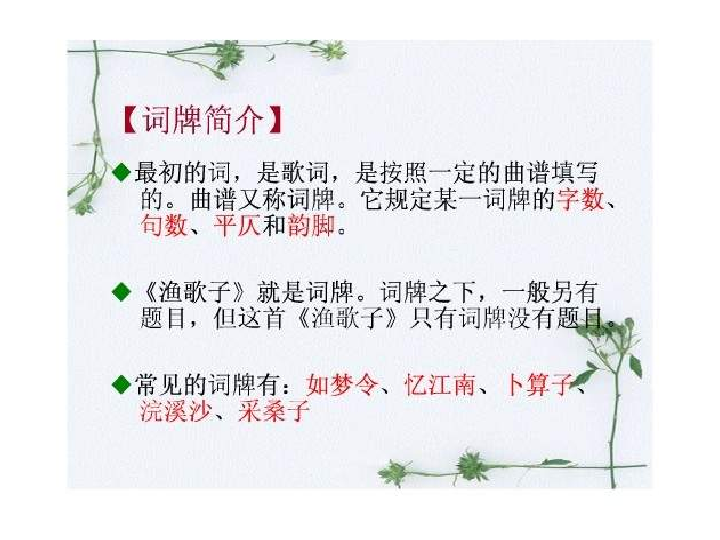 【词牌简介】
◆最初的词，是歌词，是按照一定的曲谱填写
的。曲谱又称词牌。它规定某一词牌的字数、
句数、平仄和韵脚。
◆《渔歌子》就是词牌。词牌之下，一般另有
题目，但这首《渔歌子》只有词牌没有题目。
◆常见的词牌有：如梦令、忆江南、卜算子、
浣溪沙、采桑子